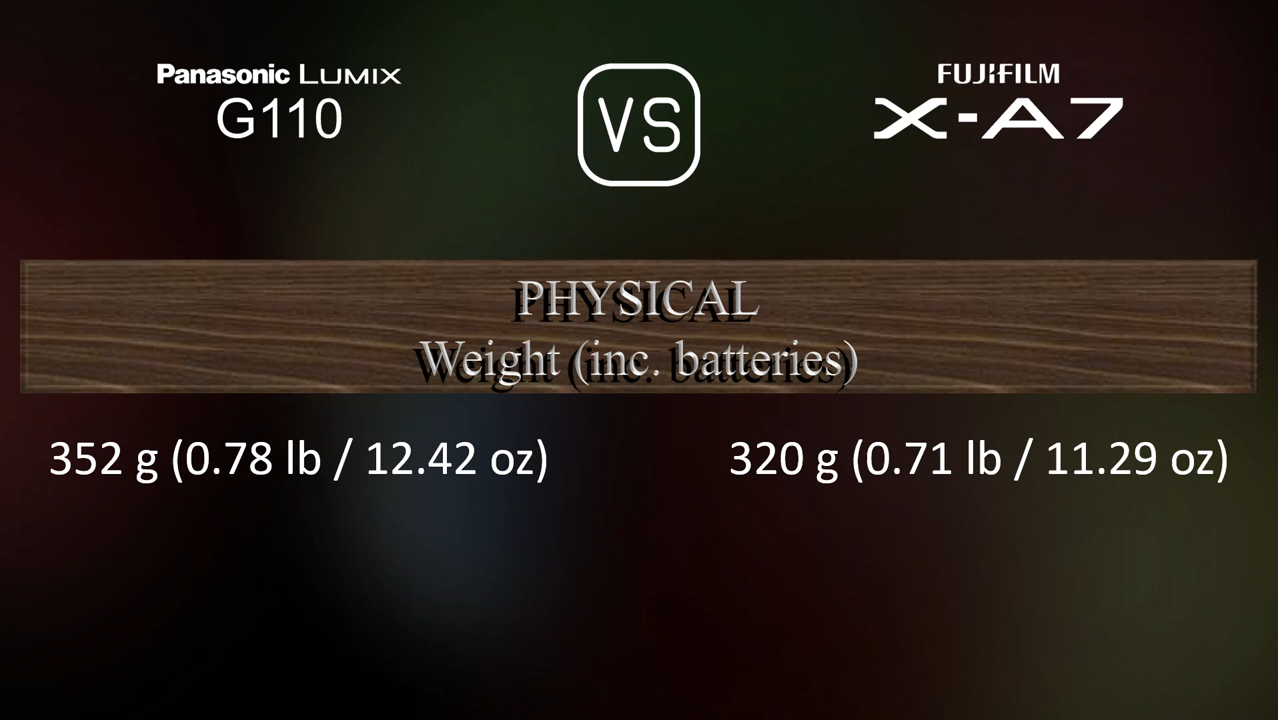 Panasonic LUMIX
G110
VS
FUJIFILM
X-A7
PHYSICAL
Weight (inc. batteries)
352 g (0.78 lb / 12.42 oz)
320 g (0.71 lb / 11.29 oz)